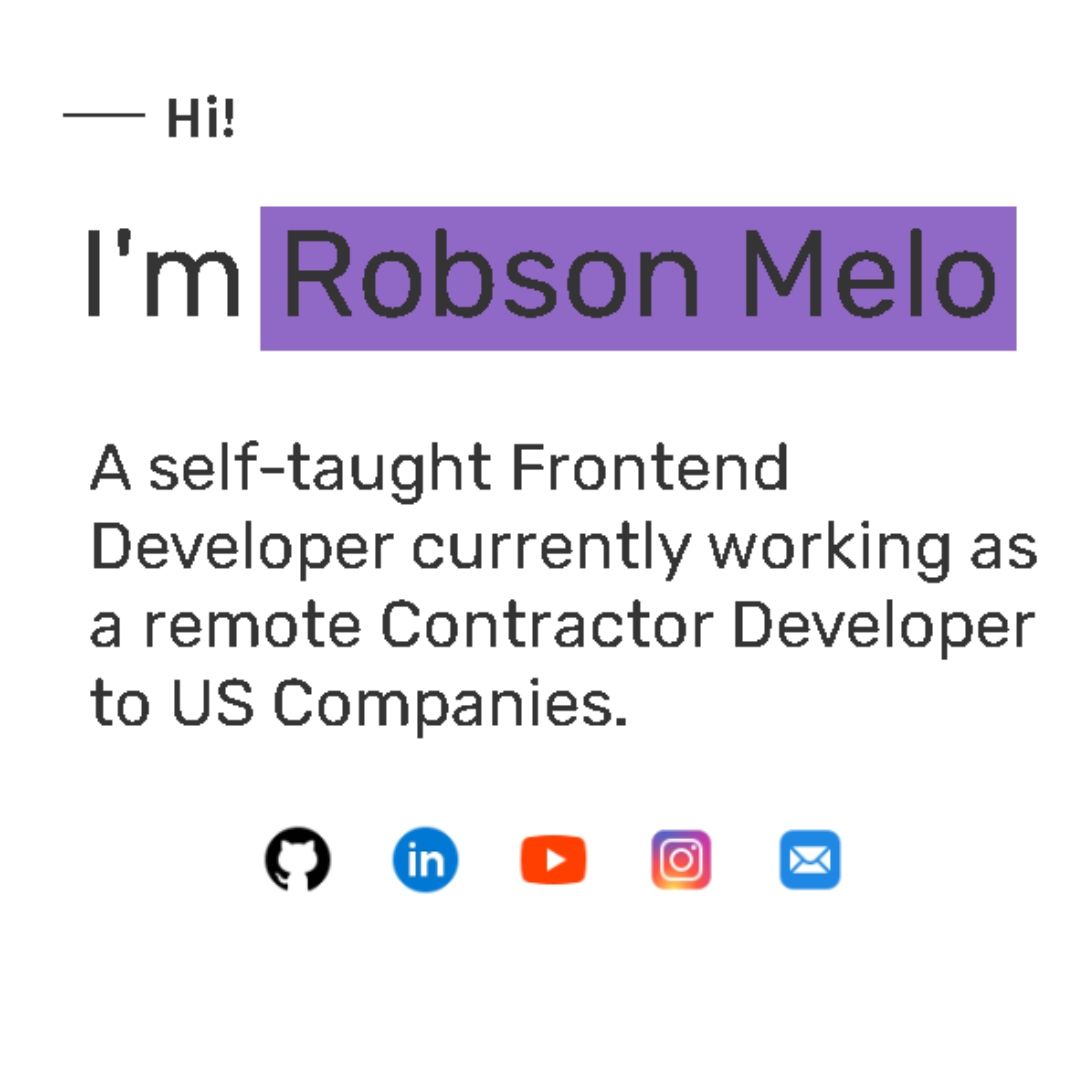 Hi!
I'm Robson Melo
A self-taught Frontend
Developer currently working as
a remote Contractor Developer
to US Companies.
in